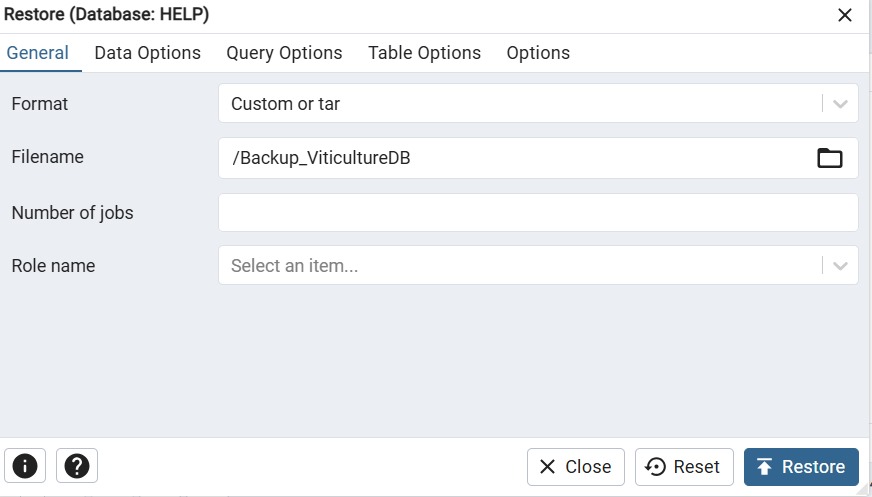 Restore (Database: HELP)
General Data Options Query Options Table Options Options
Format Custom or tar
Filename /Backup_ViticultureDB
Number of jobs
Role name Select an item...
Close Reset Restore